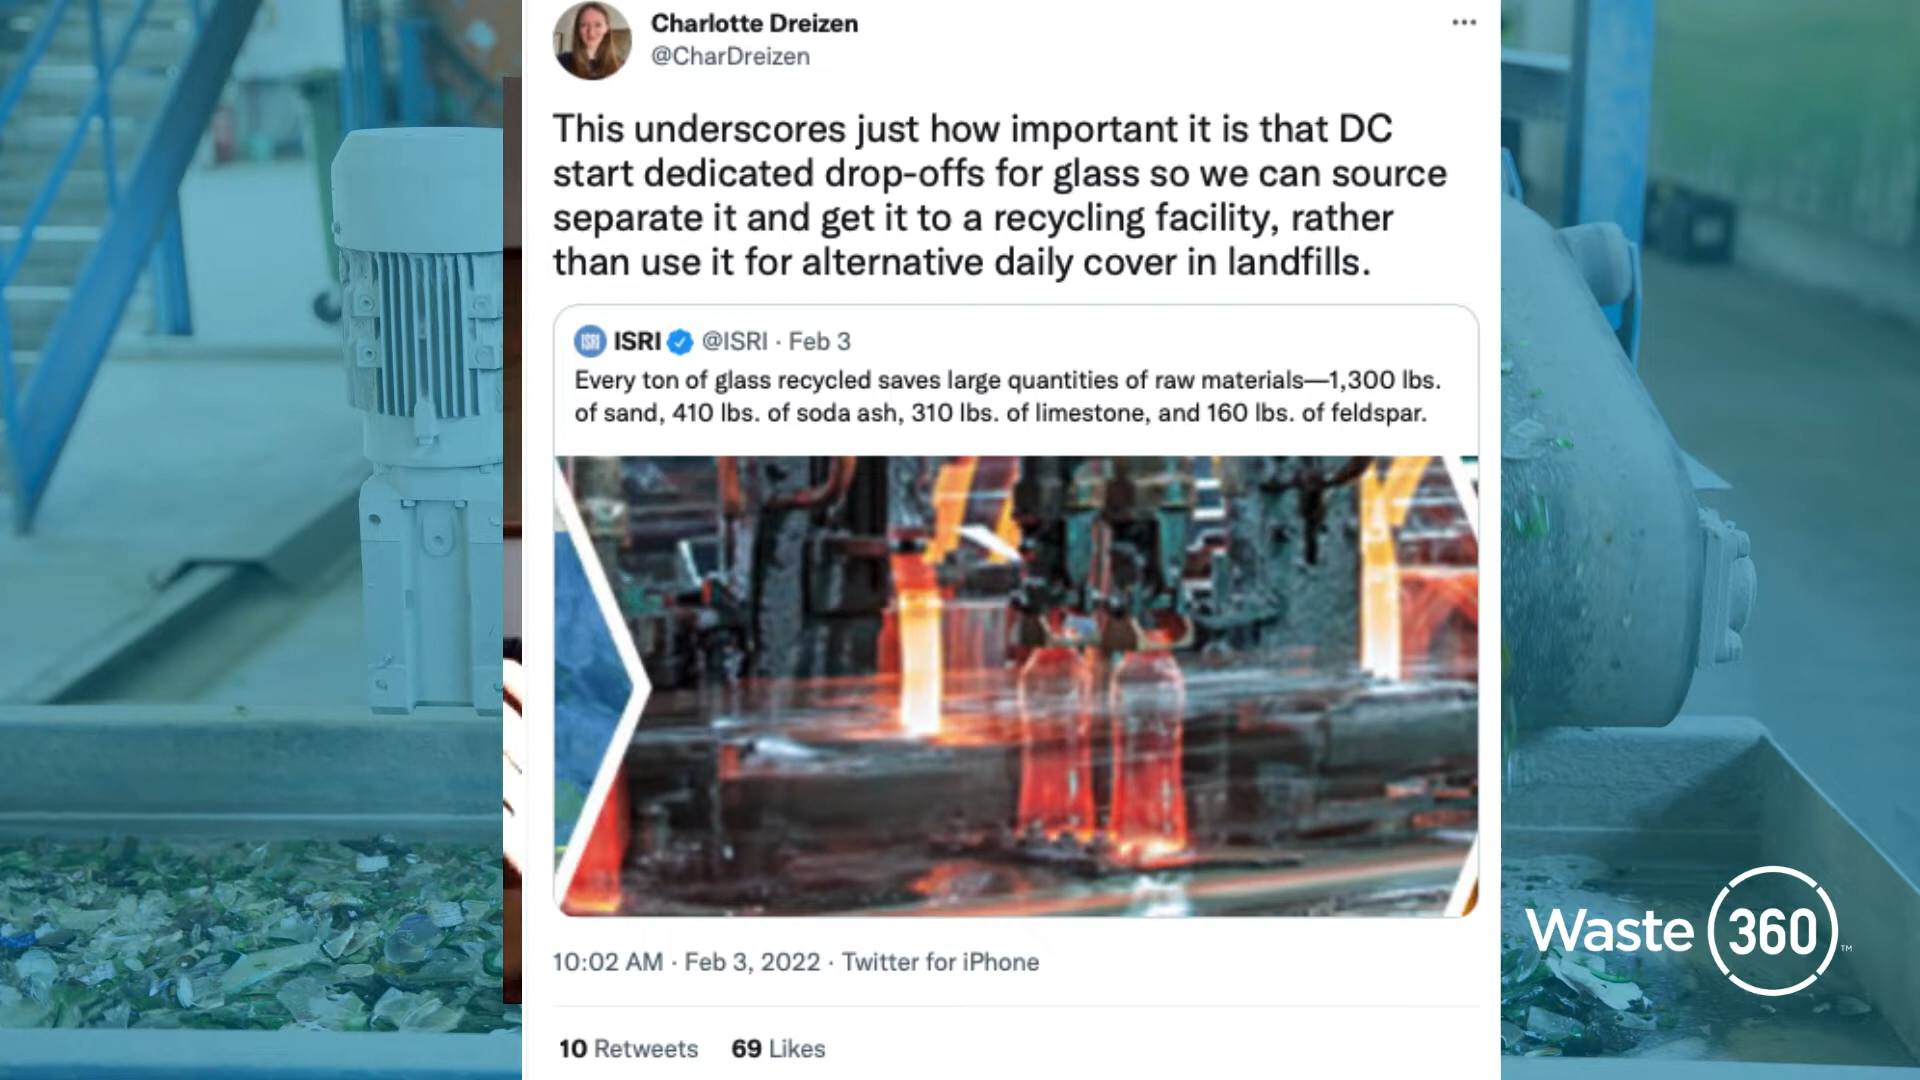 Charlotte Dreizen
@CharDreizen
This underscores just how important it is that DC
start dedicated drop-offs for glass so we can source
separate it and get it to a recycling facility, rather
than use it for alternative daily cover in landfills.
ISRI ISRI @ISRI · Feb 3
Every ton of glass recycled saves large quantities of raw materials—1,300 lbs.
of sand, 410 lbs. of soda ash, 310 lbs. of limestone, and 160 lbs. of feldspar.
10:02 AM · Feb 3, 2022 · Twitter for iPhone
10 Retweets 69 Likes
Waste 360 ™